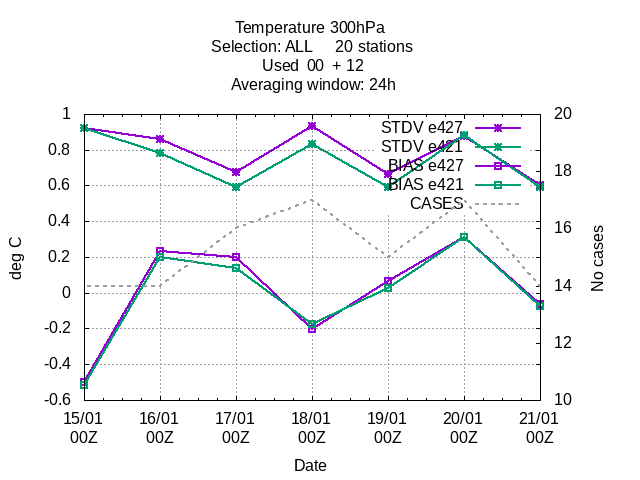 Temperature 300hPa
Selection: ALL     20 stations
Used  00  + 12
Averaging window: 24h
STDV e427
STDV e421
BIAS e427
BIAS e421
CASES
1
0.8
0.6
0.4
0.2
0
-0.2
-0.4
-0.6
deg C
20
18
16
14
12
10
No cases
15/01 16/01 17/01 18/01 19/01 20/01 21/01
00Z 00Z 00Z 00Z 00Z 00Z 00Z
Date